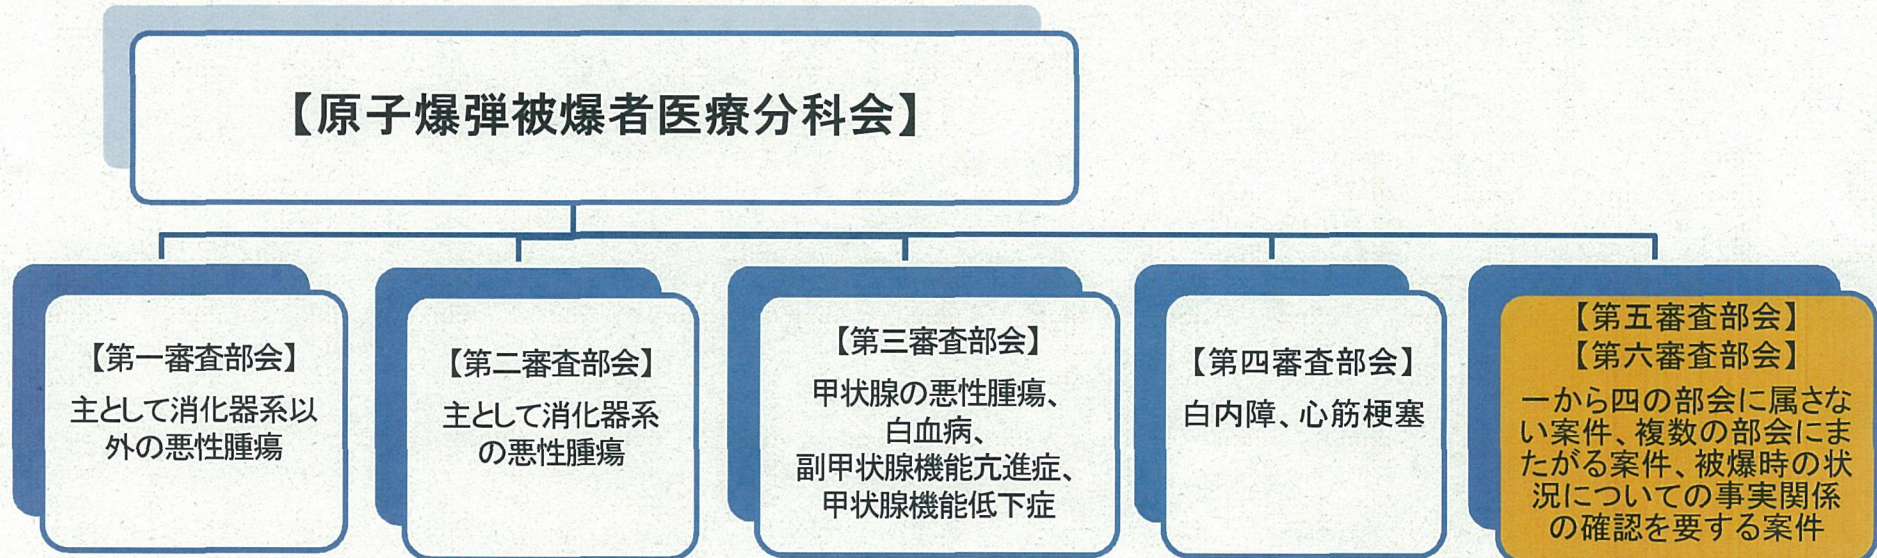 【原子爆弾被爆者医療分科会】
【第一審査部会】
主として消化器系以
外の悪性腫瘍
【第二審査部会】
主として消化器系
の悪性腫瘍
【第三審査部会】
甲状腺の悪性腫瘍、
白血病、
副甲状腺機能亢進症、
甲状腺機能低下症
【第四審査部会】
白内障、心筋梗塞
【第五審査部会】
【第六審査部会】
一から四の部会に属さな
い案件、複数の部会にま
たがる案件、被爆時の状
況についての事実関係
の確認を要する案件